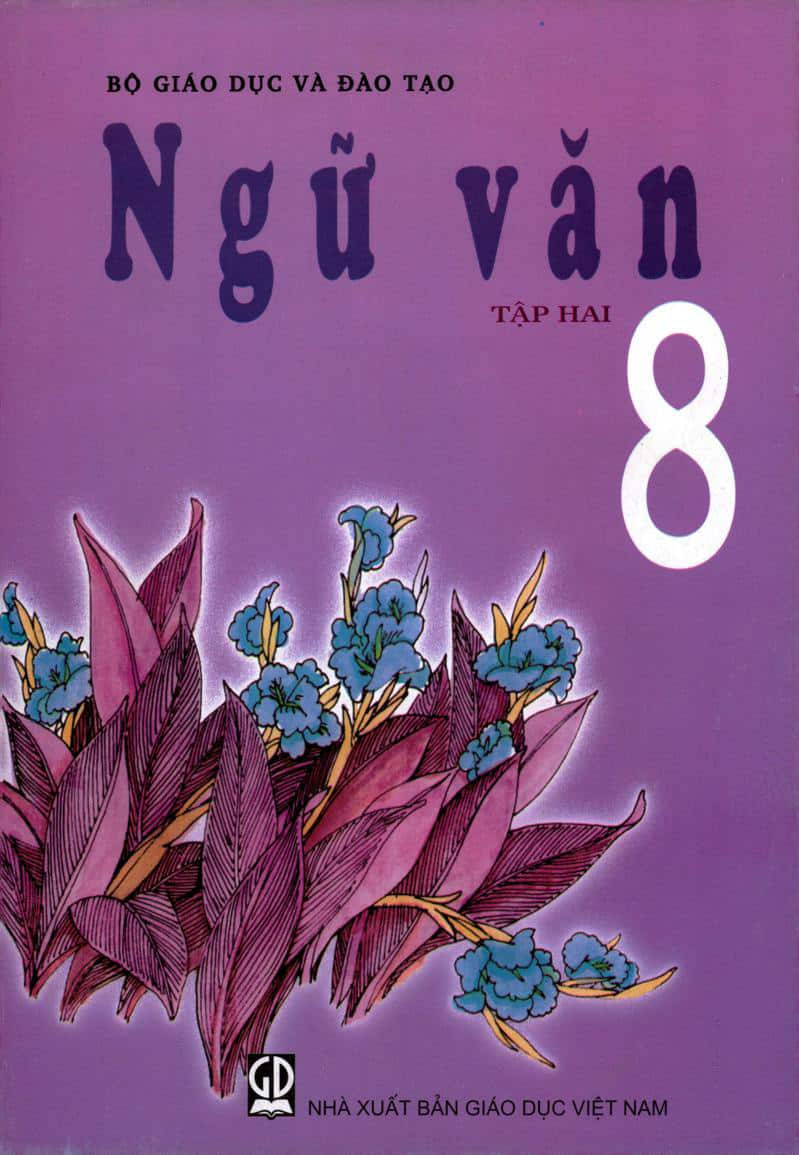 BỘ GIÁO DỤC VÀ ĐÀO TẠO
Ngữ văn
TẬP HAI
8
GD
NHÀ XUẤT BẢN GIÁO DỤC VIỆT NAM